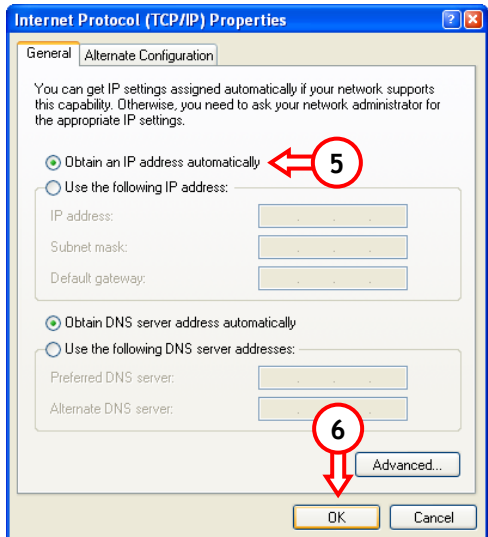 Internet Protocol (TCP/IP) Properties
General
Alternate Configuration
You can get IP settings assigned automatically if your network supports
this capability. Otherwise, you need to ask your network administrator for
the appropriate IP settings.
Obtain an IP address automatically
5
Use the following IP address:
IP address:
Subnet mask:
Default gateway:
Obtain DNS server address automatically
Use the following DNS server addresses:
Preferred DNS server:
Alternate DNS server:
6
Advanced...
OK
Cancel